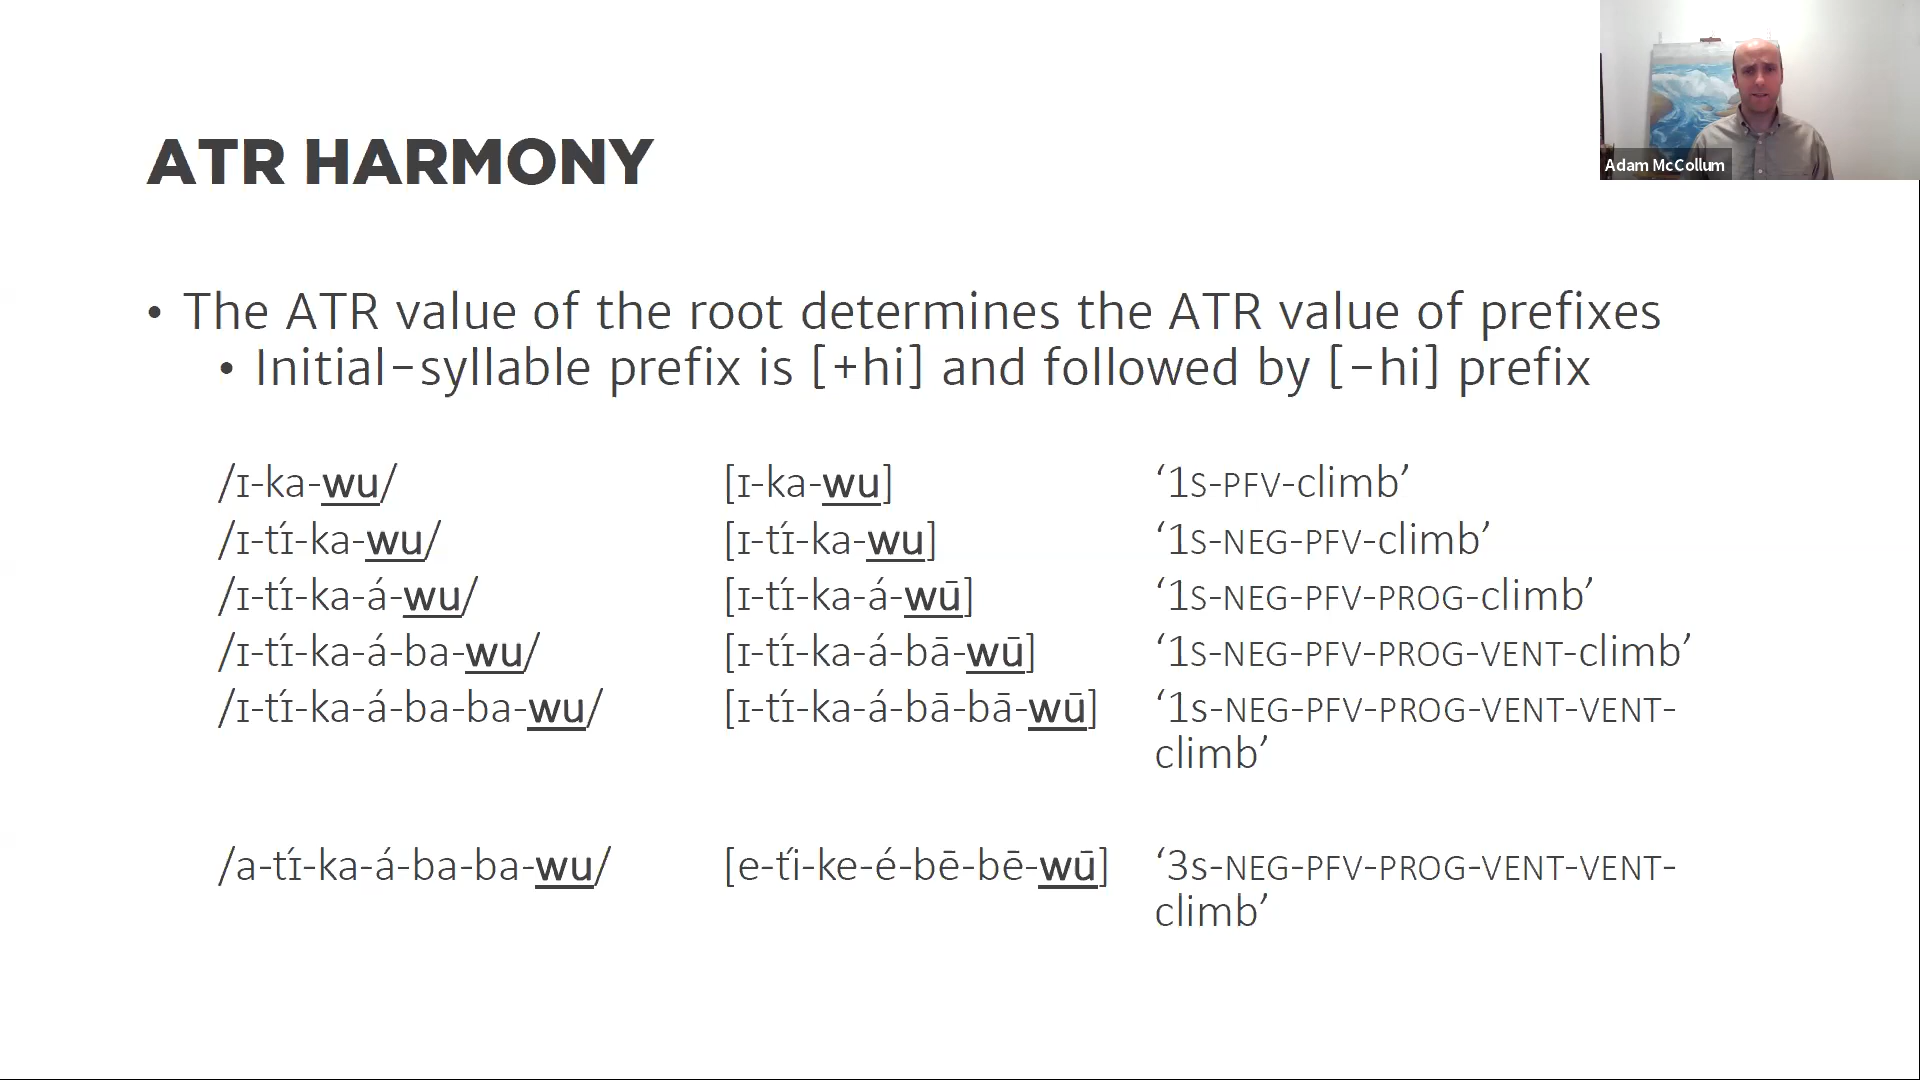 Adam McCollum
ATR HARMONY
• The ATR value of the root determines the ATR value of prefixes
• Initial-syllable prefix is [+hi] and followed by [-hi] prefix
/ɪ-ka-wu/ [ɪ-ka-wu] ‘1S-PFV-climb’
/ɪ-tɪ́-ka-wu/ [ɪ-tɪ́-ka-wu] ‘1S-NEG-PFV-climb’
/ɪ-tɪ́-ka-á-wu/ [ɪ-tɪ́-ka-á-wū] ‘1S-NEG-PFV-PROG-climb’
/ɪ-tɪ́-ka-á-ba-wu/ [ɪ-tɪ́-ka-á-bā-wū] ‘1S-NEG-PFV-PROG-VENT-climb’
/ɪ-tɪ́-ka-á-ba-ba-wu/ [ɪ-tɪ́-ka-á-bā-bā-wū] ‘1s-NEG-PFV-PROG-VENT-VENT-
climb’
/a-tɪ́-ka-á-ba-ba-wu/ [e-tí-ke-é-bē-bē-wū] ‘3s-NEG-PFV-PROG-VENT-VENT-
climb’